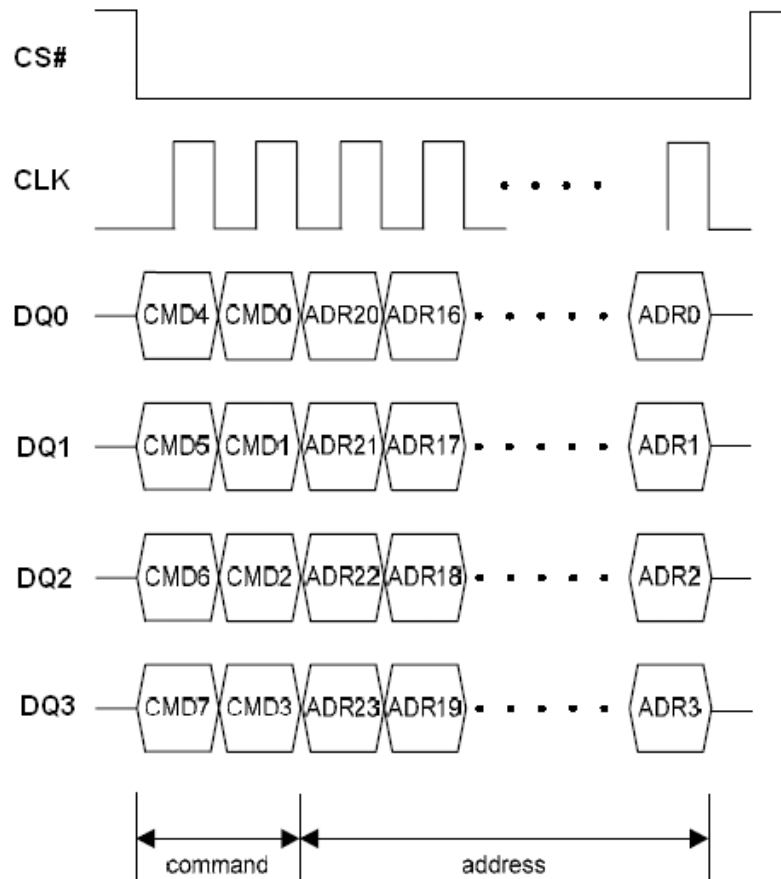 CS#
CLK
DQ0 CMD4 CMD0 ADR20 ADR16 ADR0
DQ1 CMD5 CMD1 ADR21 ADR17 ADR1
DQ2 CMD6 CMD2 ADR22 ADR18 ADR2
DQ3 CMD7 CMD3 ADR23 ADR19 ADR3
command address